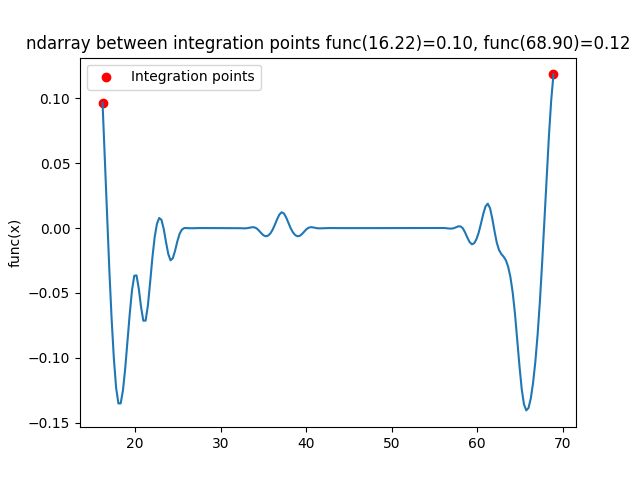 ndarray between integration points func(16.22)=0.10, func(68.90)=0.12
Integration points
0.10
0.05
0.00
−0.05
−0.10
−0.15
func(x)
20 30 40 50 60 70